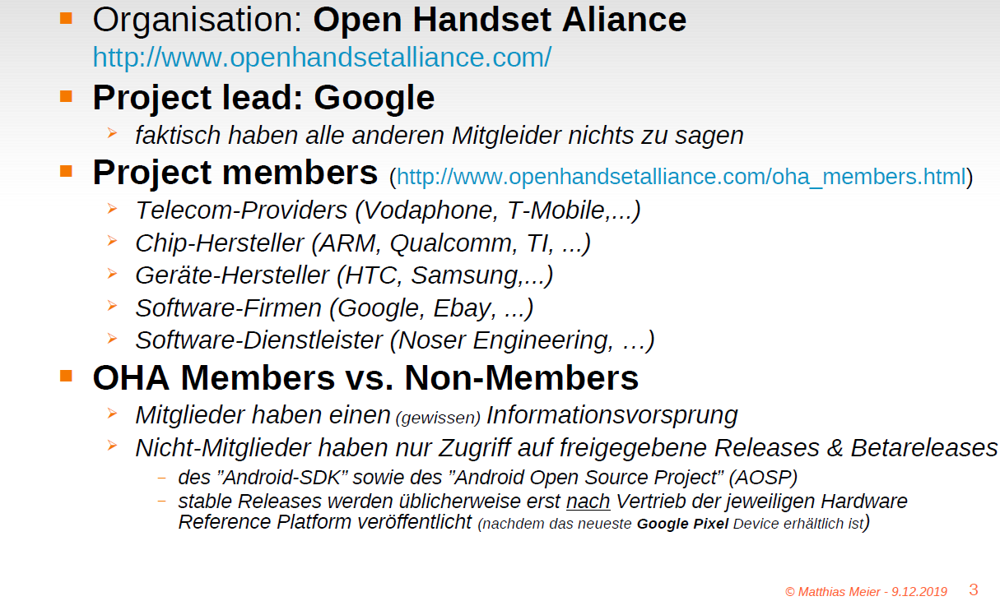 Organisation: Open Handset Aliance
http://www.openhandsetalliance.com/
Project lead: Google
faktisch haben alle anderen Mitgleider nichts zu sagen
Project members (http://www.openhandsetalliance.com/oha_members.html)
Telecom-Providers (Vodaphone, T-Mobile,...)
Chip-Hersteller (ARM, Qualcomm, TI, ...)
Geräte-Hersteller (HTC, Samsung,...)
Software-Firmen (Google, Ebay, ...)
Software-Dienstleister (Noser Engineering, …)
OHA Members vs. Non-Members
Mitglieder haben einen (gewissen) Informationsvorsprung
Nicht-Mitglieder haben nur Zugriff auf freigegebene Releases & Betareleases
– des ”Android-SDK” sowie des ”Android Open Source Project” (AOSP)
– stable Releases werden üblicherweise erst nach Vertrieb der jeweiligen Hardware
Reference Platform veröffentlicht (nachdem das neueste Google Pixel Device erhältlich ist)
© Matthias Meier - 9.12.2019 3